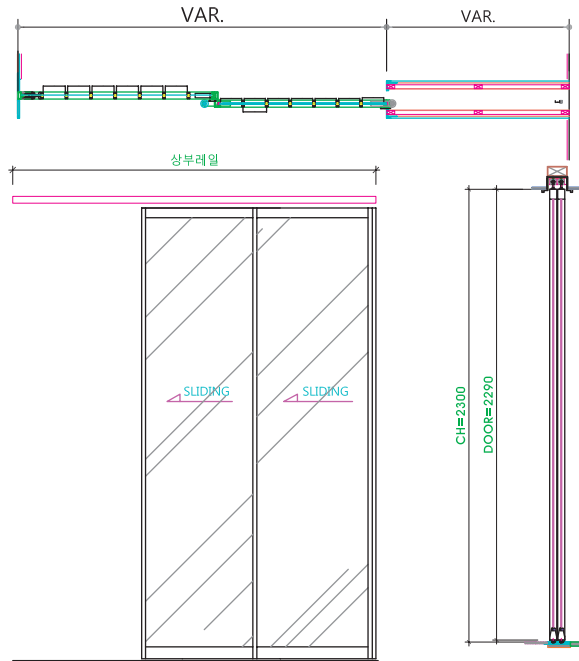 VAR.
VAR.
상부레일
SLIDING
SLIDING
CH=2300
DOOR=2290